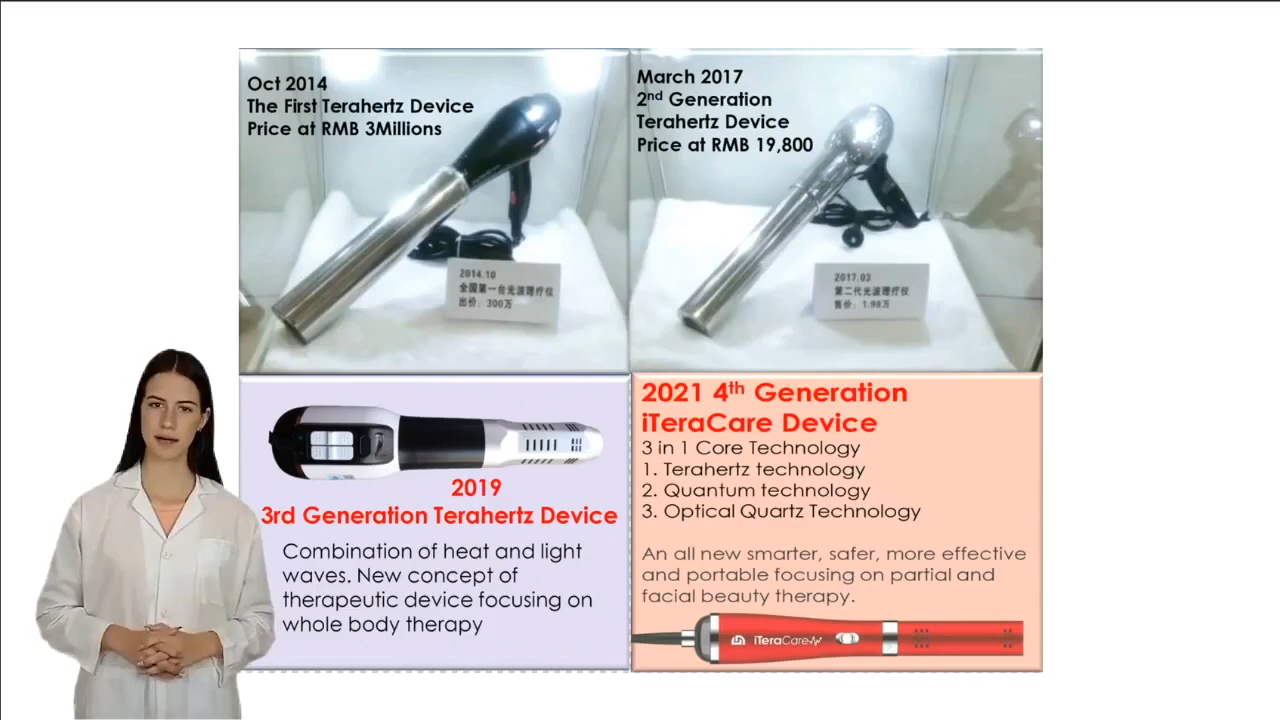 Oct 2014
The First Terahertz Device
Price at RMB 3Millions
2014.10
全国第一台光波理疗仪
出价: 300万
March 2017
2nd Generation
Terahertz Device
Price at RMB 19,800
2017.03
第二代光波理疗仪
售价: 1.98万
2019
3rd Generation Terahertz Device
Combination of heat and light
waves. New concept of
therapeutic device focusing on
whole body therapy
2021 4th Generation
iTeraCare Device
3 in 1 Core Technology
1. Terahertz technology
2. Quantum technology
3. Optical Quartz Technology
An all new smarter, safer, more effective
and portable focusing on partial and
facial beauty therapy.
iTeraCare